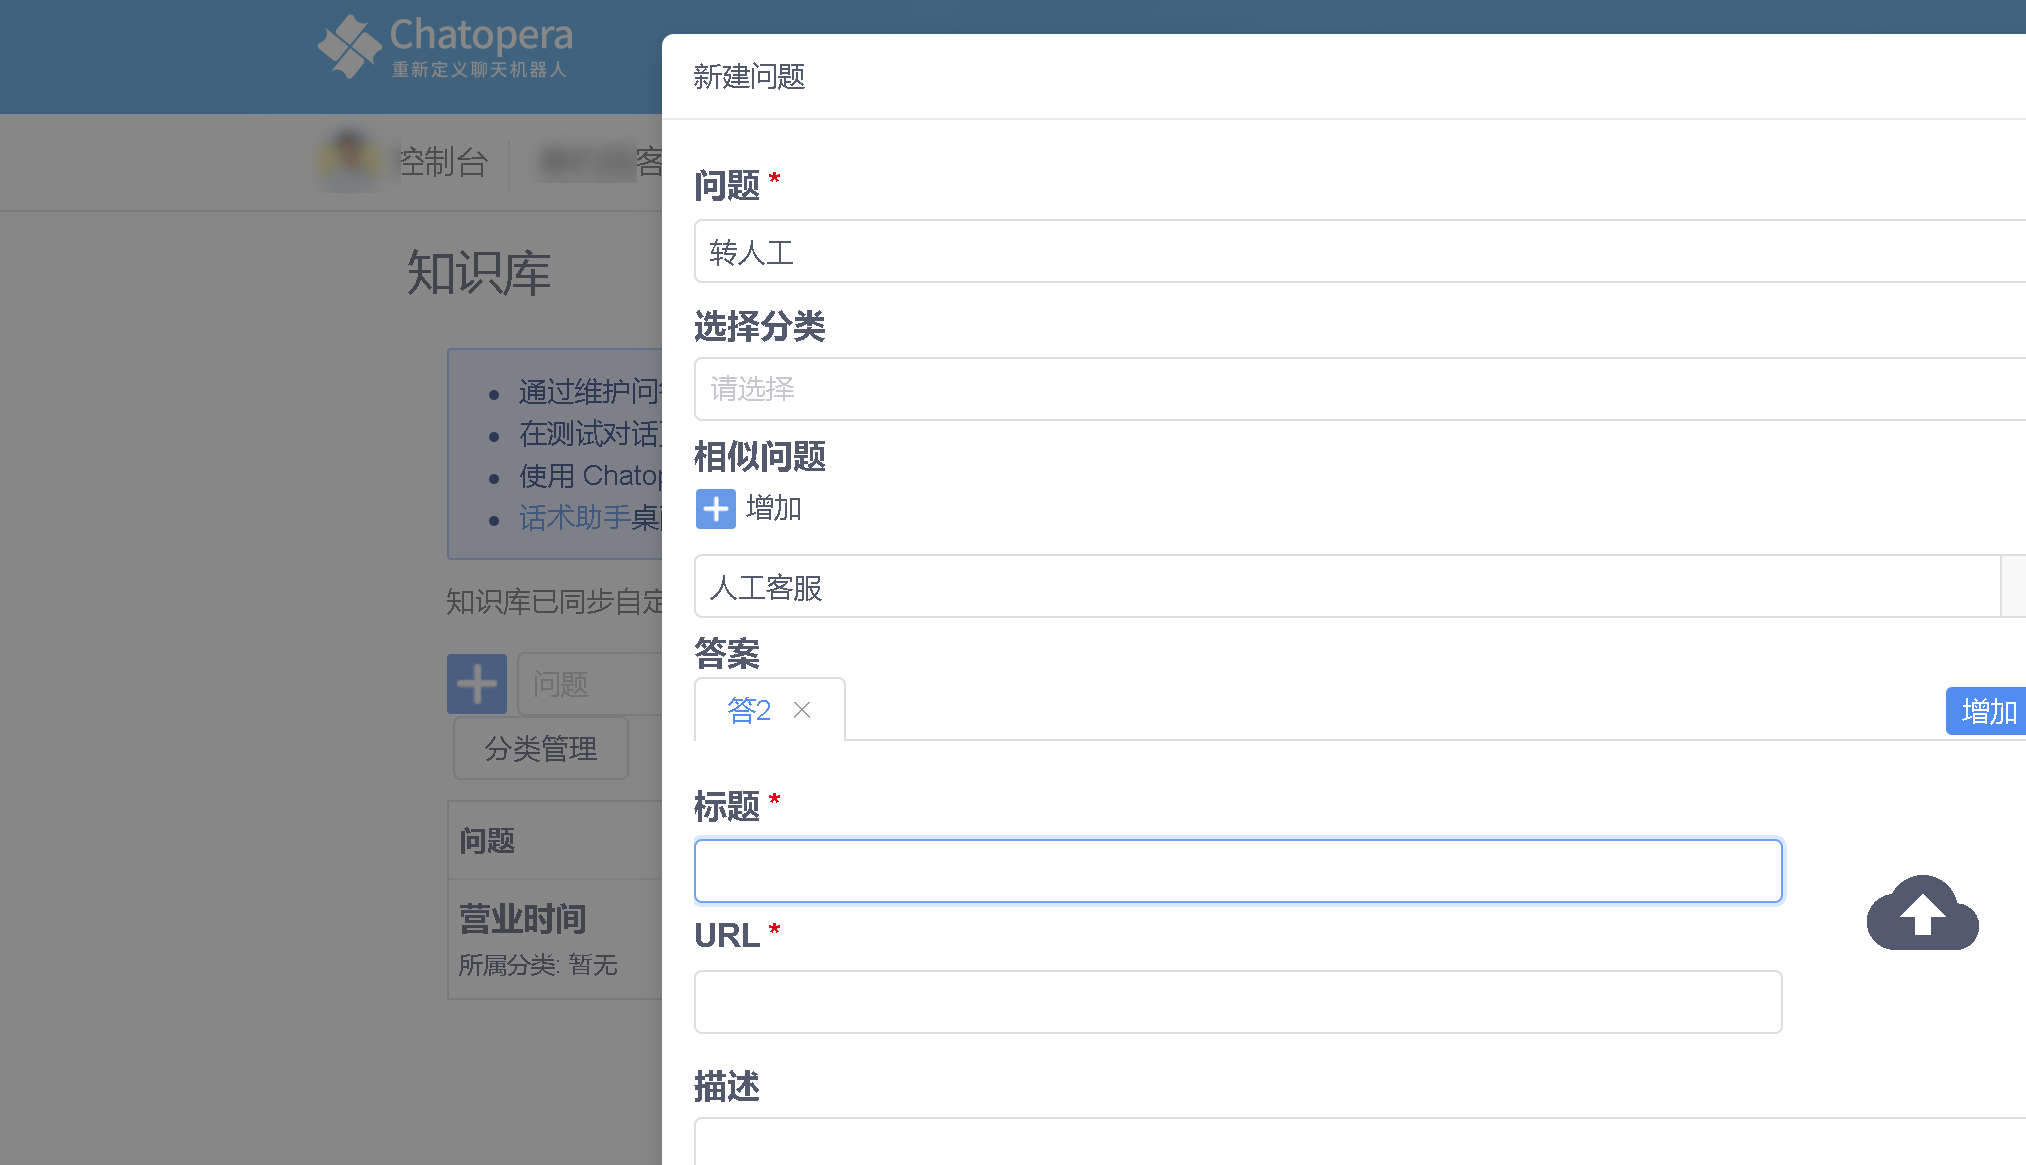 Chatopera
重新定义聊天机器人
控制台
客
知识库
通过维护问
在测试对话
使用 Chatop
话术助手桌
知识库已同步自定
问题
分类管理
问题
营业时间
所属分类: 暂无
新建问题
问题 *
转人工
选择分类
请选择
相似问题
增加
人工客服
答案
答2
增加
标题 *
URL *
描述